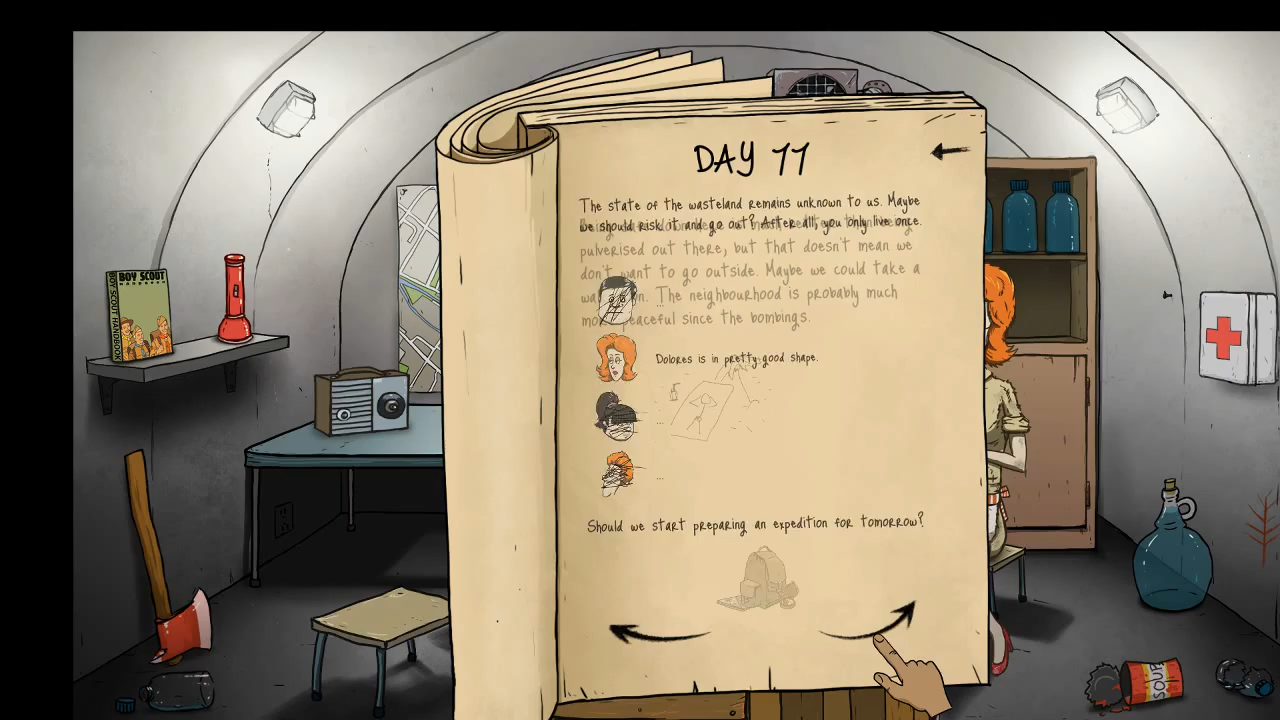 DAY 77
The state of the wasteland remains unknown to us. Maybe
we should risk it and go out? After all, you only live once.
pulverised out there, but that doesn't mean we
don't want to go outside. Maybe we could take a
The neighbourhood is probably much
more peaceful since the bombings.
...
Dolores is in pretty good shape.
...
...
Should we start preparing an expedition for tomorrow?
BOY SCOUT
BOY SCOUT HANDBOOK
SOUP